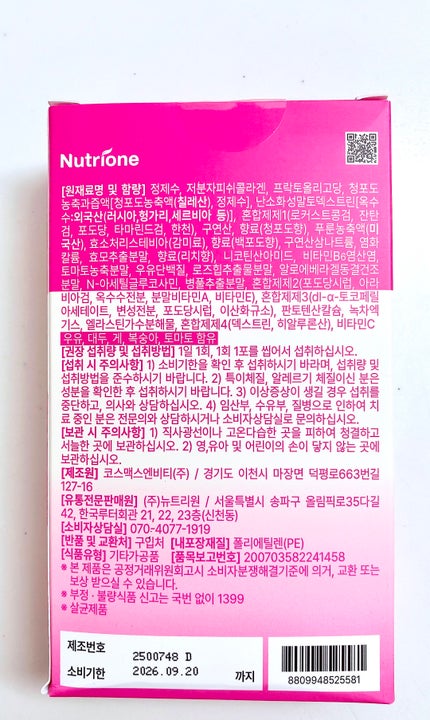 Nutrione
[원재료명 및 함량] 정제수, 저분자피쉬콜라겐, 프락토올리고당, 청포도
농축과즙액[청포도농축액(칠레산), 정제수], 난소화성말토덱스트린[옥수
수:외국산(러시아,헝가리,세르비아 등)], 혼합제제1(로커스트콩검, 잔탄
검, 포도당, 타마린드검, 한천), 구연산, 향료(청포도향), 푸룬농축액(미
국산), 효소처리스테비아(감미료), 향료(백포도향), 구연산삼나트륨, 염화
칼륨, 효모추출분말, 향료(리치향), 니코틴산아미드, 비타민B6염산염,
토마토농축분말, 우유단백질, 로즈힙추출물분말, 알로에베라겔동결건조
분말, N-아세틸글루코사민, 병풀추출분말, 혼합제제2(포도당시럽, 아라
비아검, 옥수수전분, 분말비타민A, 비타민E), 혼합제제3(dl-α-토코페릴
아세테이트, 변성전분, 포도당시럽, 이산화규소), 판토텐산칼슘, 녹차엑
기스, 엘라스틴가수분해물, 혼합제제4(덱스트린, 히알루론산), 비타민C
우유, 대두, 게, 복숭아, 토마토 함유
[권장 섭취량 및 섭취방법] 1일 1회, 1회 1포를 씹어서 섭취하십시오.
[섭취 시 주의사항] 1) 소비기한을 확인 후 섭취하시기 바라며, 섭취량 및
섭취방법을 준수하시기 바랍니다. 2) 특이체질, 알레르기 체질이신 분은
성분을 확인한 후 섭취하시기 바랍니다. 3) 이상증상이 생길 경우 섭취를
중단하고, 의사와 상담하십시오. 4) 임산부, 수유부, 질병으로 인하여 치
료 중인 분은 전문의와 상담하시거나 소비자상담실로 문의하십시오.
[보관 시 주의사항] 1) 직사광선이나 고온다습한 곳을 피하여 청결하고
서늘한 곳에 보관하십시오. 2) 영,유아 및 어린이의 손이 닿지 않는 곳에
보관하십시오.
[제조원] 코스맥스엔비티(주) / 경기도 이천시 마장면 덕평로663번길
127-16
[유통전문판매원] (주)뉴트리원 / 서울특별시 송파구 올림픽로35다길
42, 한국루터회관 21, 22, 23층(신천동)
[소비자상담실] 070-4077-1919
[반품 및 교환처] 구입처 [내포장재질] 폴리에틸렌(PE)
[식품유형] 기타가공품 [품목보고번호] 200703582241458
※ 본 제품은 공정거래위원회고시 소비자분쟁해결기준에 의거, 교환 또는
보상 받으실 수 있습니다.
※ 부정·불량식품 신고는 국번 없이 1399
※ 살균제품
제조번호 2500748 D
소비기한 2026.09.20 까지
8809948525581